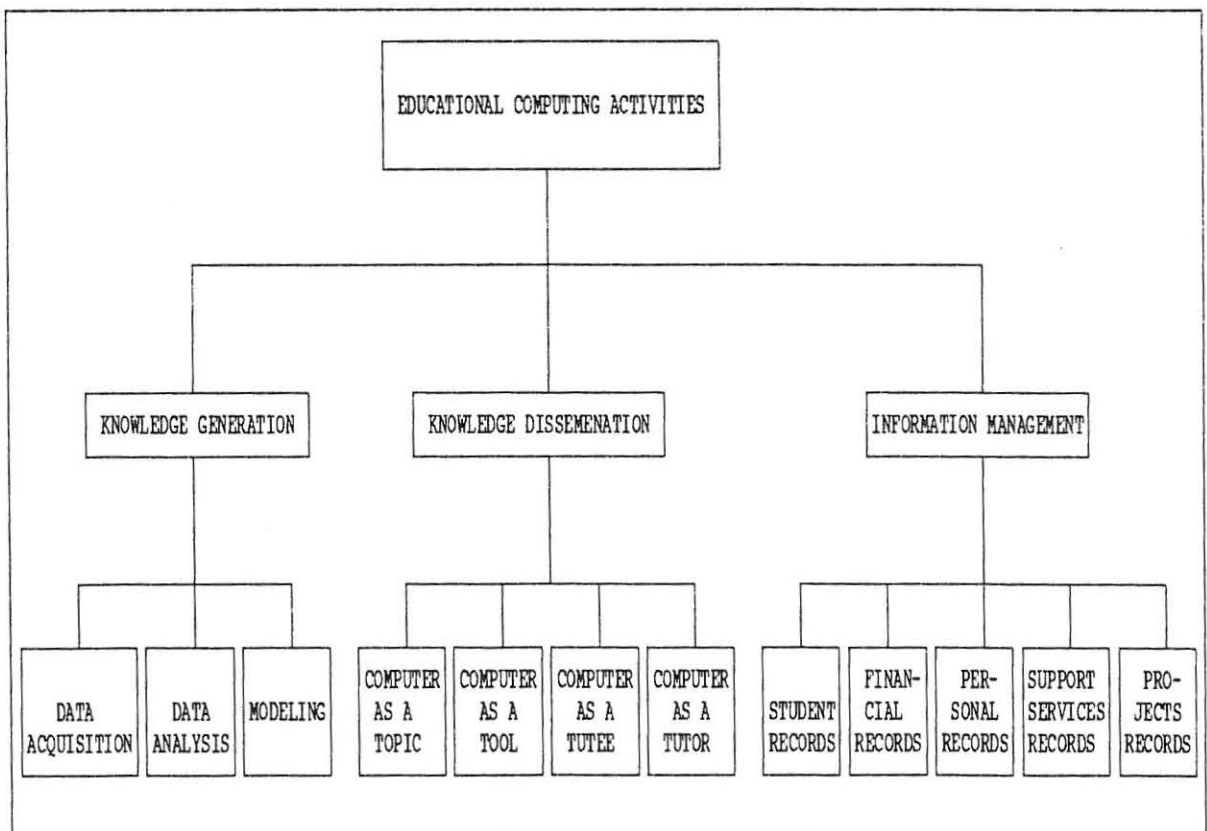 EDUCATIONAL COMPUTING ACTIVITIES
KNOWLEDGE GENERATION
KNOWLEDGE DISSEMENATION
INFORMATION MANAGEMENT
DATA
ACQUISITION
DATA
ANALYSIS
MODELING
COMPUTER
AS A
TOPIC
COMPUTER
AS A
TOOL
COMPUTER
AS A
TUTEE
COMPUTER
AS A
TUTOR
STUDENT
RECORDS
FINAN-
CIAL
RECORDS
PER-
SONAL
RECORDS
SUPPORT
SERVICES
RECORDS
PRO-
JECTS
RECORDS